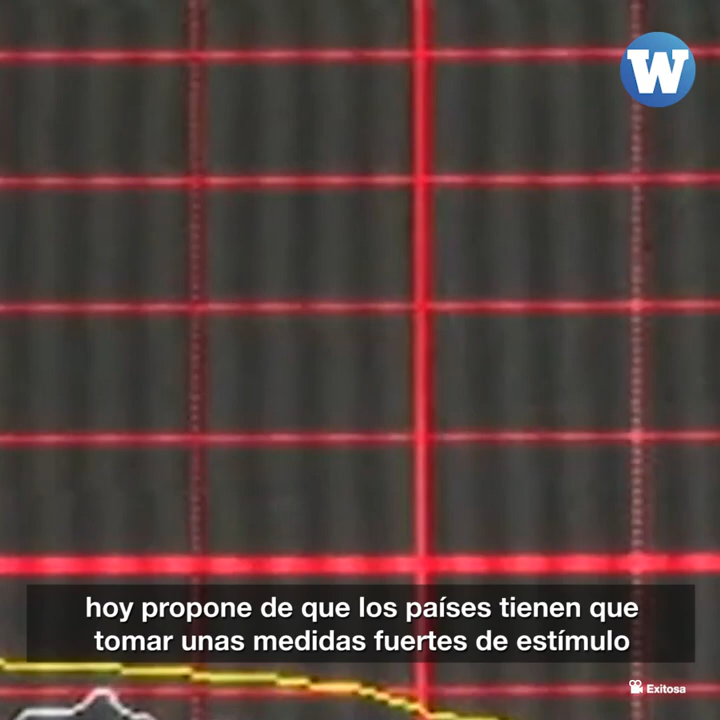 W
hoy propone de que los países tienen que
tomar unas medidas fuertes de estímulo
Exitosa